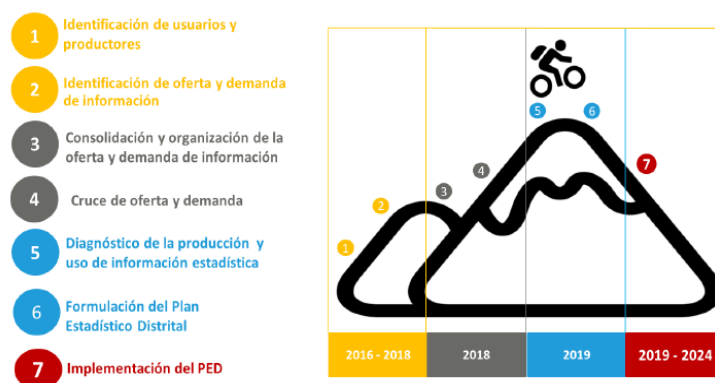 1
Identificación de usuarios y
productores
2
Identificación de oferta y demanda
de información
3
Consolidación y organización de la
oferta y demanda de información
4
Cruce de oferta y demanda
5
Diagnóstico de la producción y
uso de información estadística
6
Formulación del Plan
Estadístico Distrital
7
Implementación del PED
5
6
7
4
3
2
1
2016 - 2018
2018
2019
2019 - 2024